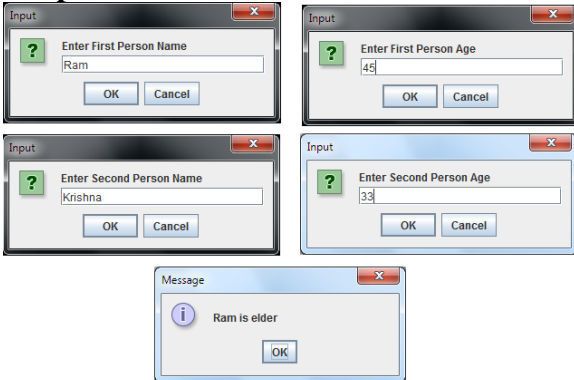 Input
Enter First Person Name
Ram
OK Cancel
Input
Enter First Person Age
45
OK Cancel
Input
Enter Second Person Name
Krishna
OK Cancel
Input
Enter Second Person Age
33
OK Cancel
Message
Ram is elder
OK